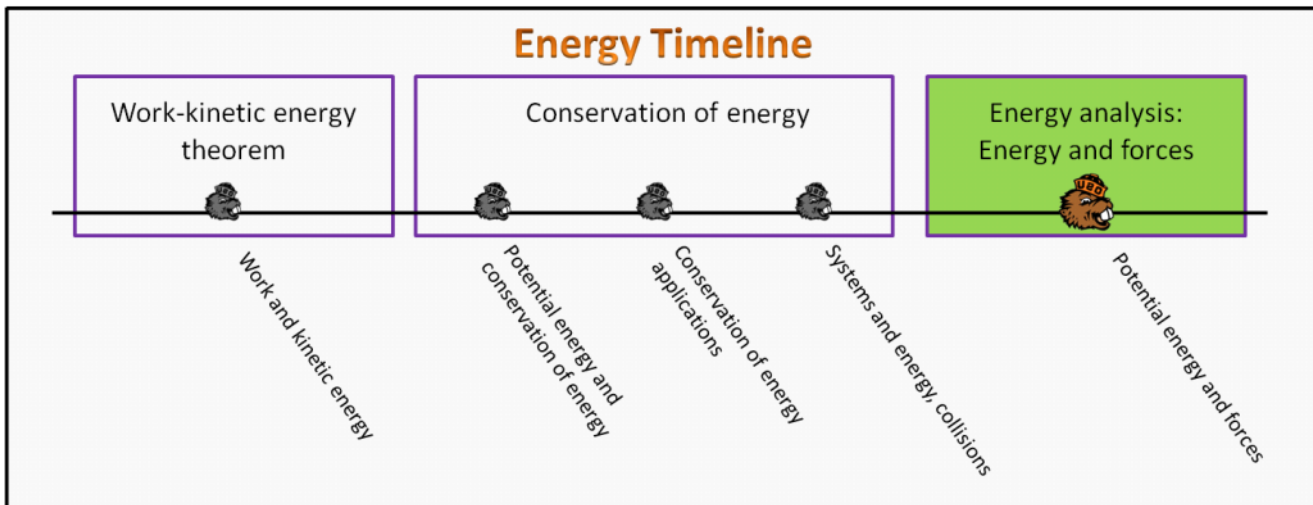 Energy Timeline
Work-kinetic energy
theorem
Conservation of energy
Energy analysis:
Energy and forces
OSU
Work and kinetic energy
Potential energy and
conservation of energy
Conservation of energy
applications
Systems and energy, collisions
Potential energy and forces